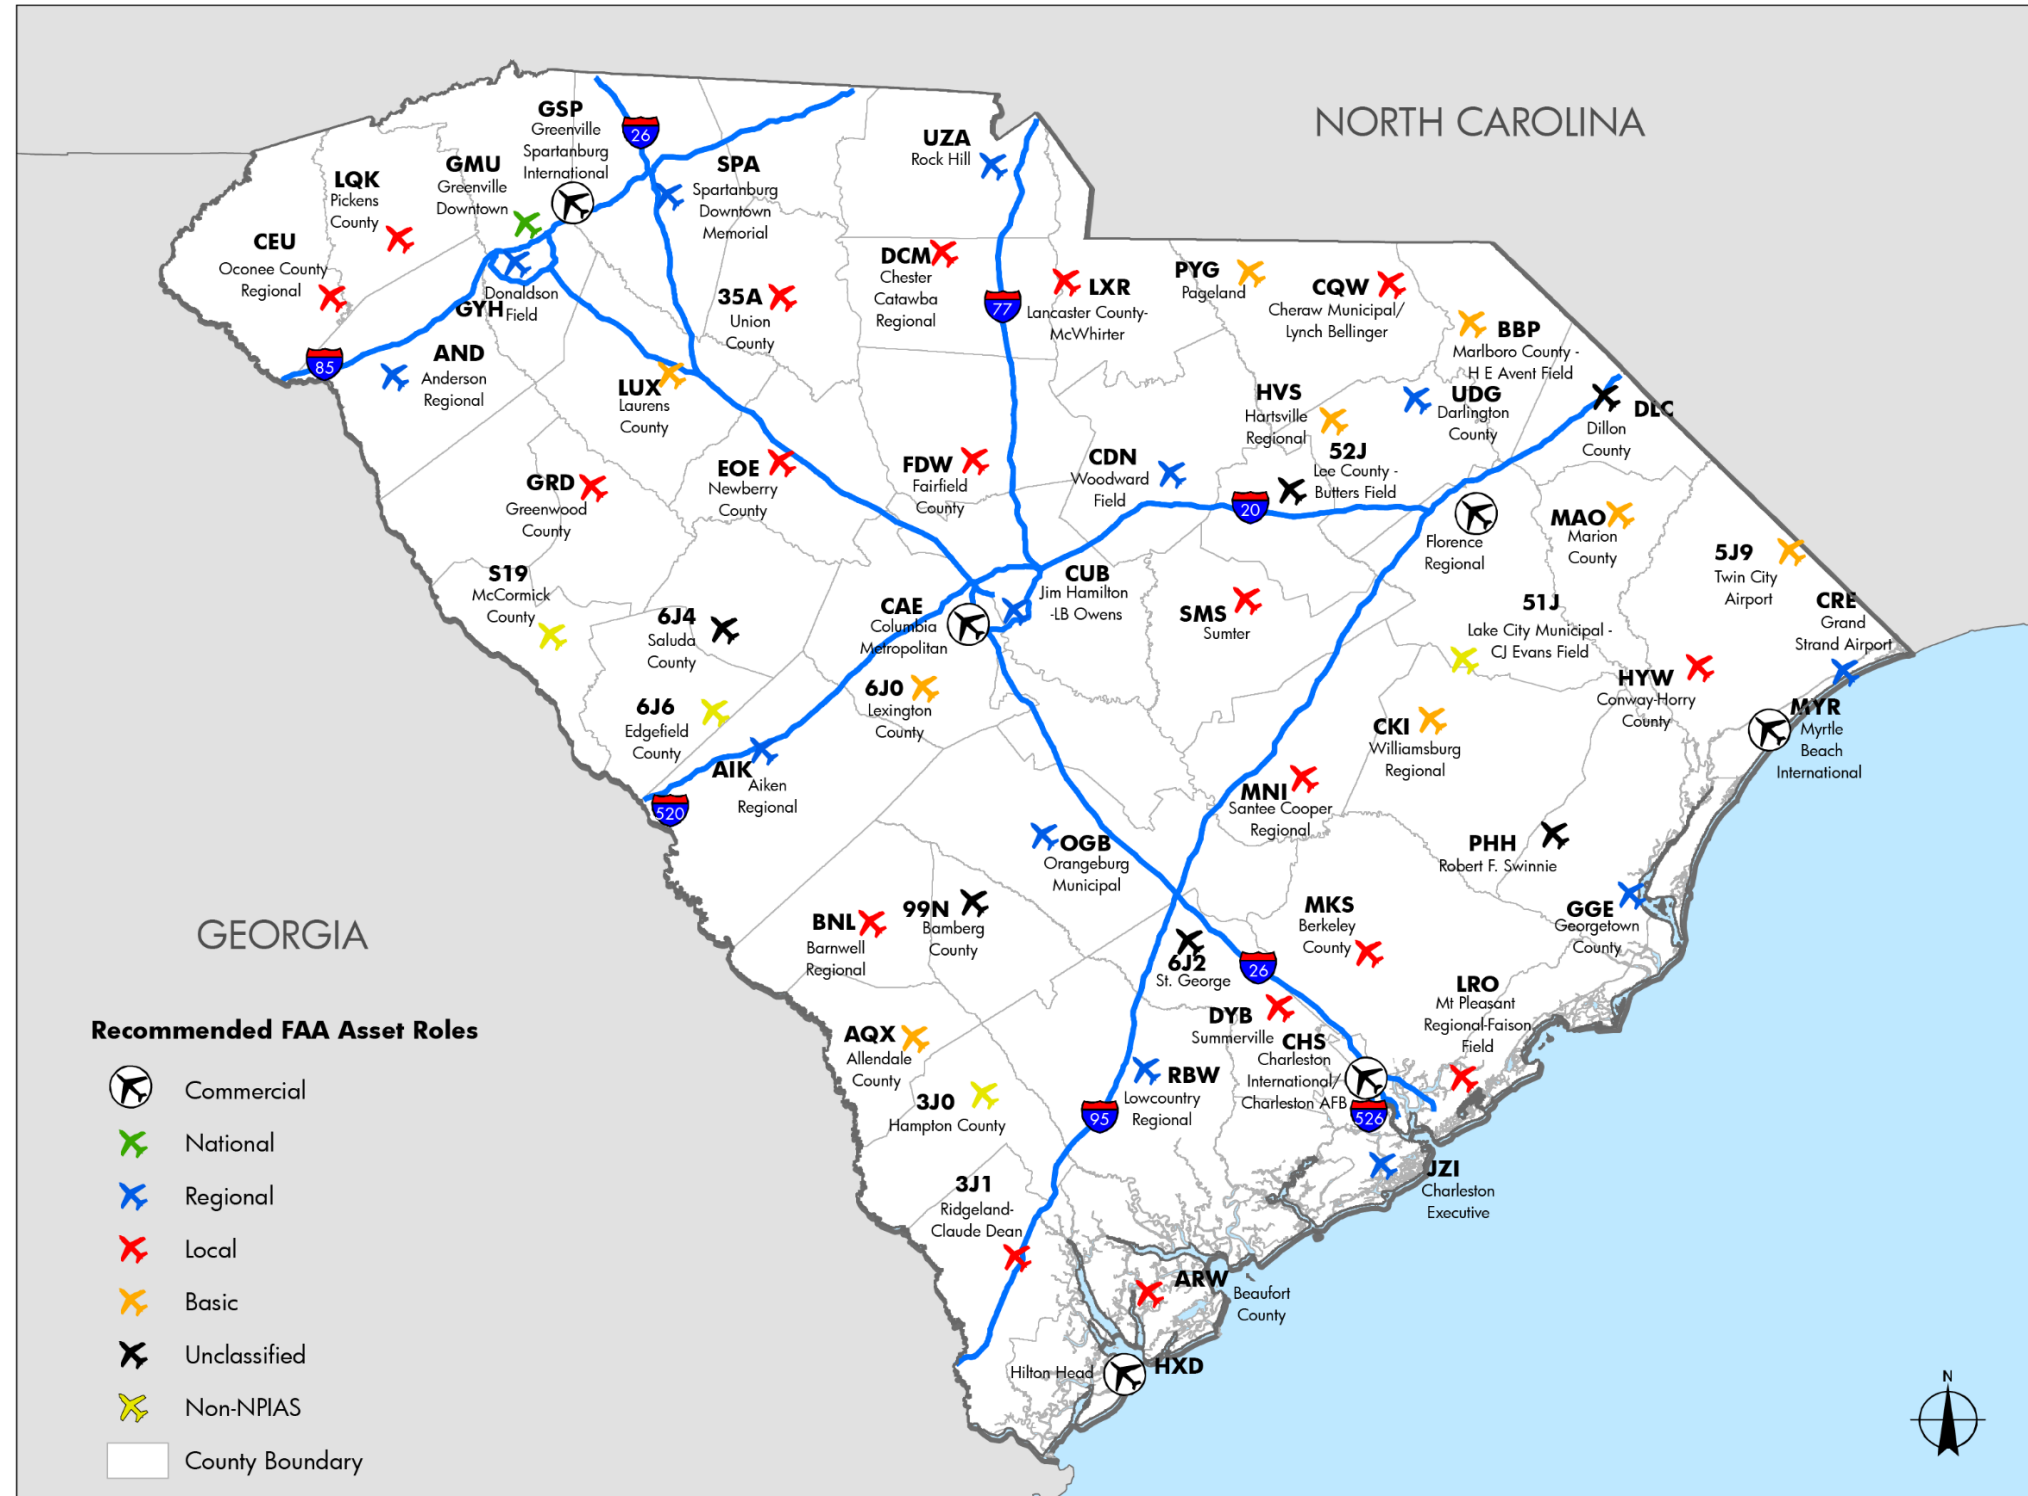 NORTH CAROLINA
GSP
Greenville
Spartanburg
International
26
GMU
Greenville
Downtown
SPA
Spartanburg
Downtown
Memorial
UZA
Rock Hill
LQK
Pickens
County
CEU
Oconee County
Regional
GYH
Donaldson
Field
85
AND
Anderson
Regional
35A
Union
County
DCM
Chester
Catawba
Regional
77
LXR
Lancaster County-
McWhirter
PYG
Pageland
CQW
Cheraw Municipal/
Lynch Bellinger
BBP
Marlboro County -
H E Avent Field
LUX
Laurens
County
HVS
Hartsville
Regional
UDG
Darlington
County
DLC
Dillon
County
GRD
Greenwood
County
EOE
Newberry
County
FDW
Fairfield
County
CDN
Woodward
Field
52J
Lee County -
Butters Field
20
Florence
Regional
MAO
Marion
County
5J9
Twin City
Airport
S19
McCormick
County
6J4
Saluda
County
CAE
Columbia
Metropolitan
CUB
Jim Hamilton
-LB Owens
SMS
Sumter
51J
Lake City Municipal -
CJ Evans Field
CRE
Grand
Strand Airport
HYW
Conway-Horry
County
MYR
Myrtle
Beach
International
6J6
Edgefield
County
6J0
Lexington
County
CKI
Williamsburg
Regional
AIK
Aiken
Regional
520
MNI
Santee Cooper
Regional
OGB
Orangeburg
Municipal
PHH
Robert F. Swinnie
GGE
Georgetown
County
GEORGIA
BNL
Barnwell
Regional
99N
Bamberg
County
MKS
Berkeley
County
6J2
St. George
26
LRO
Mt Pleasant
Regional-Faison
Field
DYB
Summerville
CHS
Charleston
International/
Charleston AFB
526
AQX
Allendale
County
3J0
Hampton County
RBW
Lowcountry
Regional
95
JZI
Charleston
Executive
3J1
Ridgeland-
Claude Dean
ARW
Beaufort
County
Hilton Head
HXD
Recommended FAA Asset Roles
Commercial
National
Regional
Local
Basic
Unclassified
Non-NPIAS
County Boundary
N